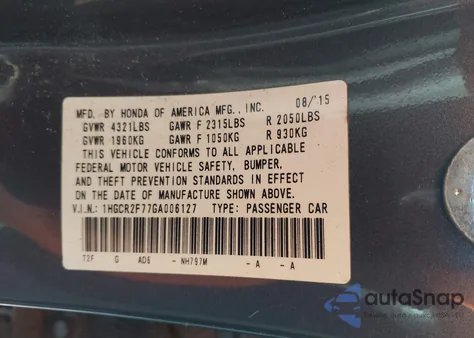 MFD. BY HONDA OF AMERICA MFG., INC. 08/'15
GVWR 4321LBS GAWR F 2315LBS R 2050LBS
GVWR 1960KG GAWR F 1050KG R 930KG
THIS VEHICLE CONFORMS TO ALL APPLICABLE
FEDERAL MOTOR VEHICLE SAFETY, BUMPER,
AND THEFT PREVENTION STANDARDS IN EFFECT
ON THE DATE OF MANUFACTURE SHOWN ABOVE.
V.I.N.: 1HGCR2F77GA006127 TYPE: PASSENGER CAR
T2F G AD6 - NH797M - A - A
autoSnap